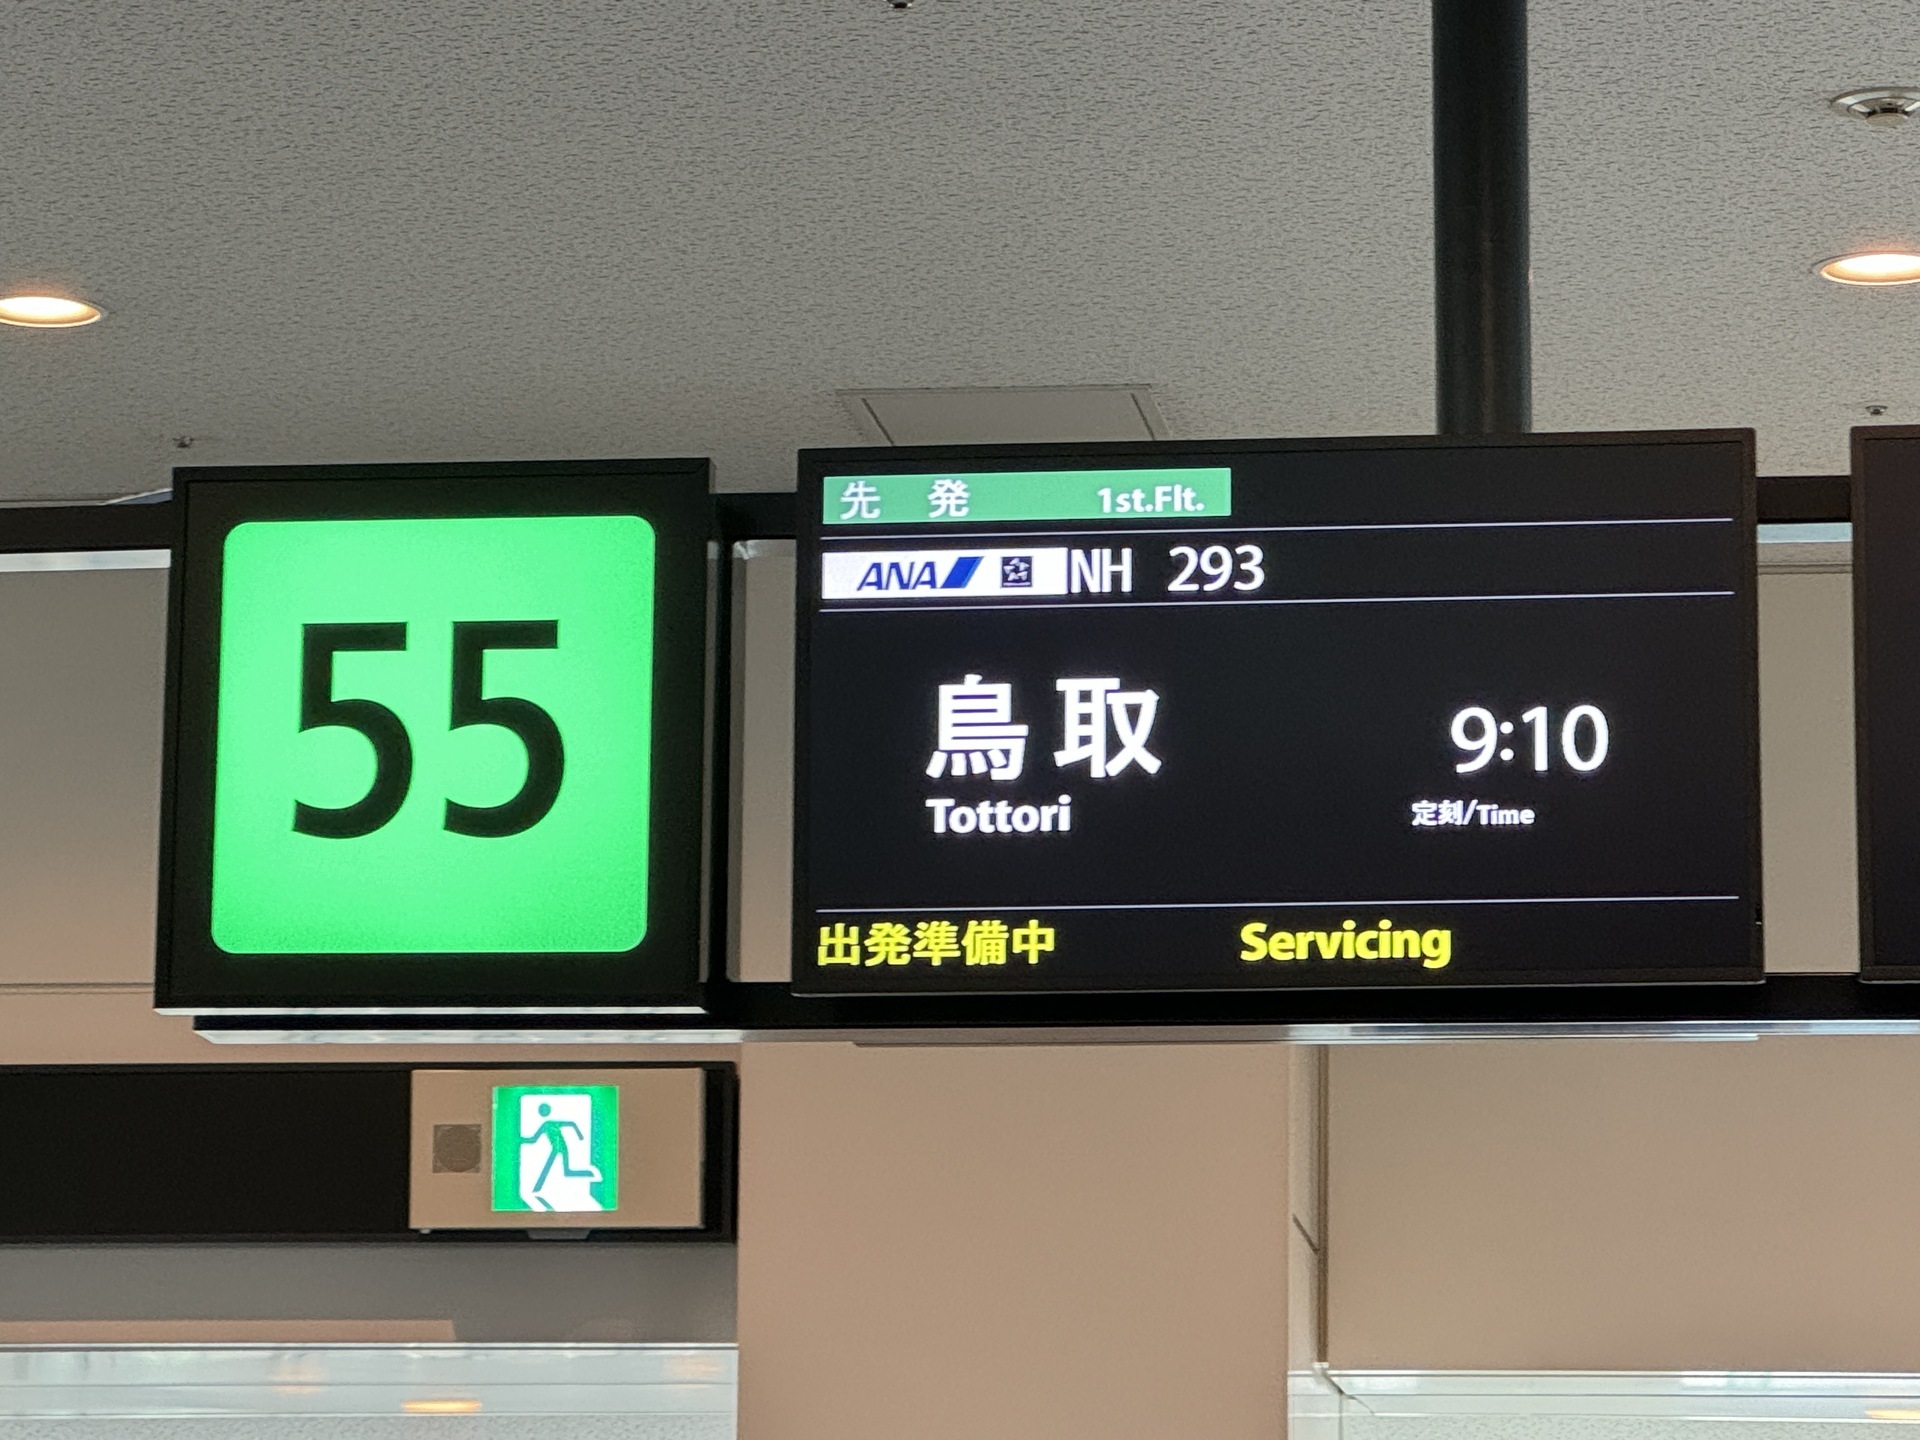 55
先 発 1st.Flt.
ANA NH 293
鳥取 9:10
Tottori 定刻/Time
出発準備中 Servicing